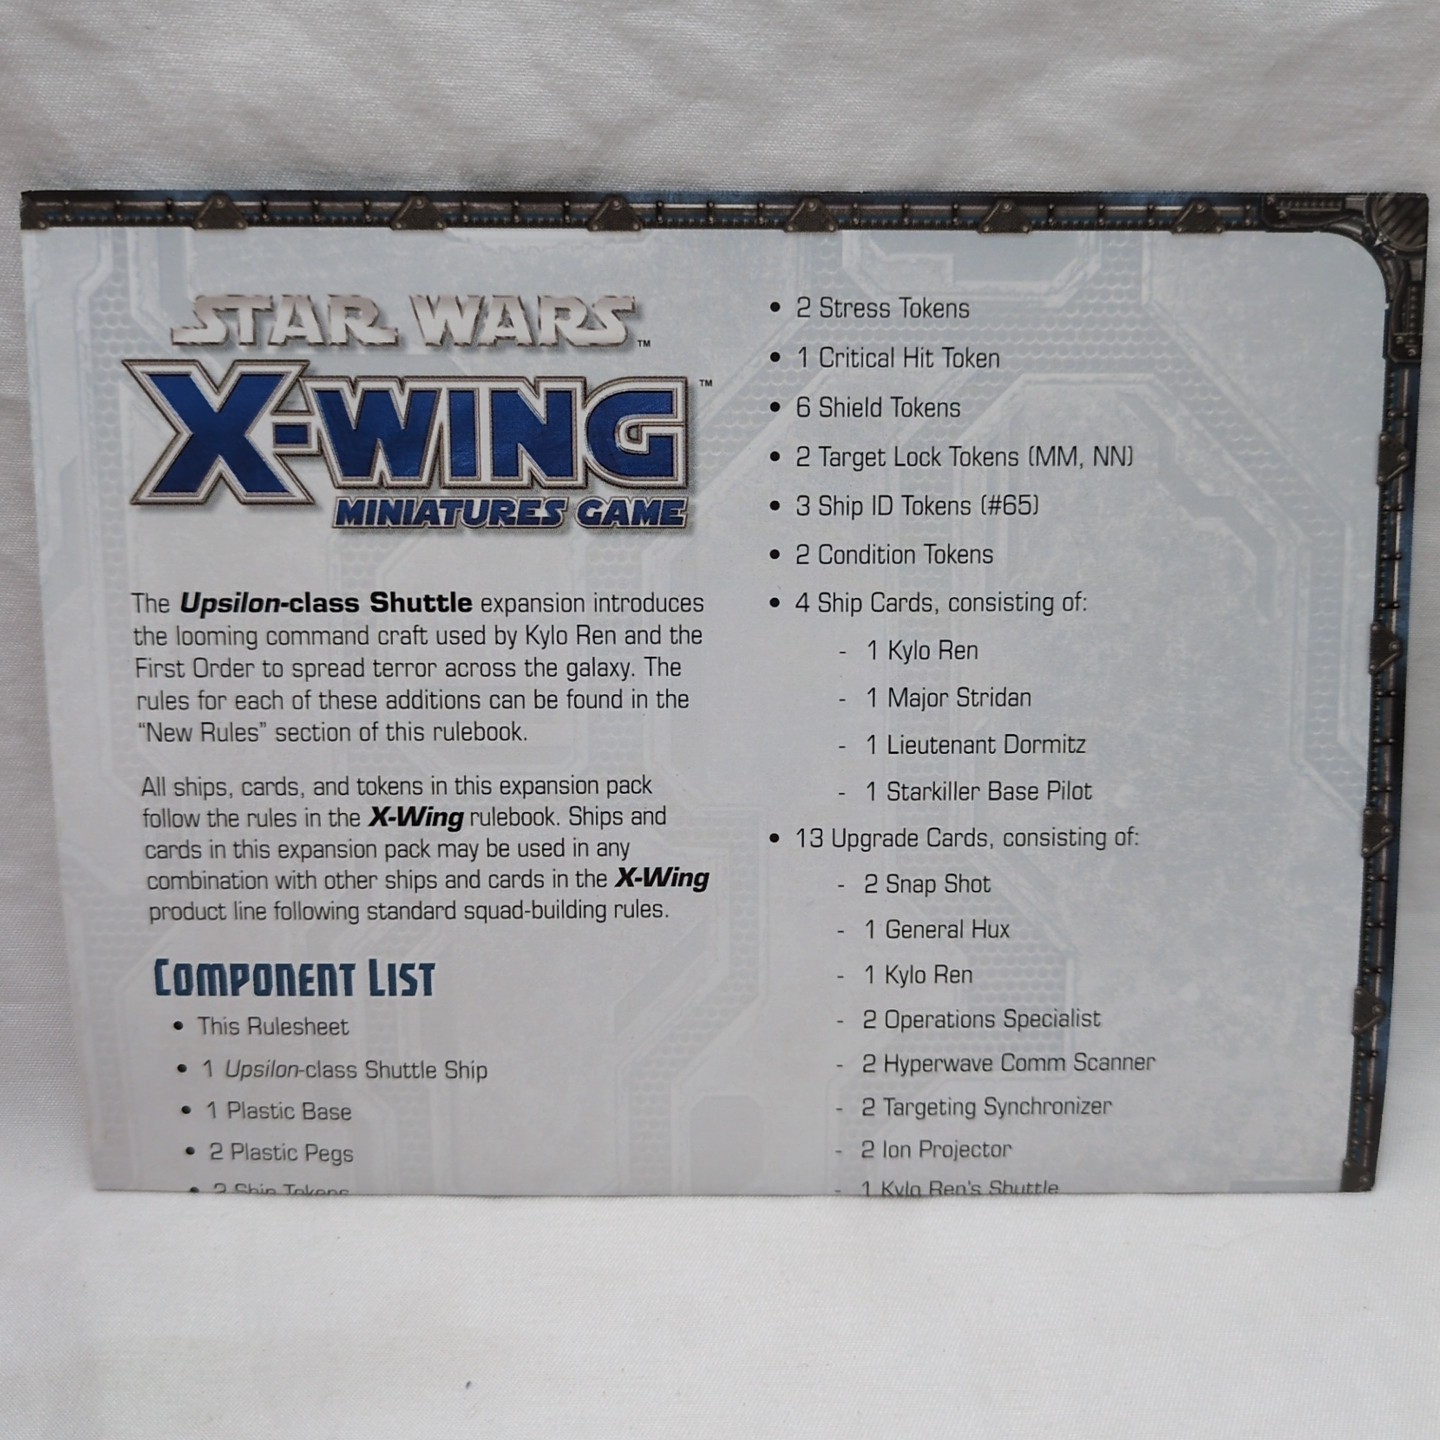 STAR WARS™
X-WING™
MINIATURES GAME
The Upsilon-class Shuttle expansion introduces
the looming command craft used by Kylo Ren and the
First Order to spread terror across the galaxy. The
rules for each of these additions can be found in the
“New Rules” section of this rulebook.
All ships, cards, and tokens in this expansion pack
follow the rules in the X-Wing rulebook. Ships and
cards in this expansion pack may be used in any
combination with other ships and cards in the X-Wing
product line following standard squad-building rules.
COMPONENT LIST
• This Rulesheet
• 1 Upsilon-class Shuttle Ship
• 1 Plastic Base
• 2 Plastic Pegs
• 2 Ship Tokens
• 2 Stress Tokens
• 1 Critical Hit Token
• 6 Shield Tokens
• 2 Target Lock Tokens (MM, NN)
• 3 Ship ID Tokens (#65)
• 2 Condition Tokens
• 4 Ship Cards, consisting of:
- 1 Kylo Ren
- 1 Major Stridan
- 1 Lieutenant Dormitz
- 1 Starkiller Base Pilot
• 13 Upgrade Cards, consisting of:
- 2 Snap Shot
- 1 General Hux
- 1 Kylo Ren
- 2 Operations Specialist
- 2 Hyperwave Comm Scanner
- 2 Targeting Synchronizer
- 2 Ion Projector
- 1 Kylo Ren's Shuttle